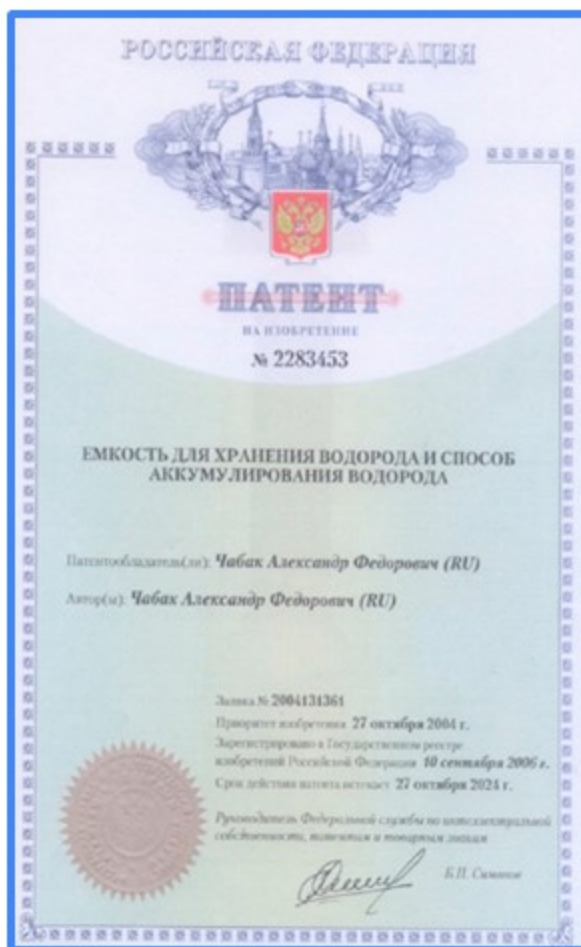 РОССИЙСКАЯ ФЕДЕРАЦИЯ
ПАТЕНТ
НА ИЗОБРЕТЕНИЕ
№ 2283453
ЕМКОСТЬ ДЛЯ ХРАНЕНИЯ ВОДОРОДА И СПОСОБ
АККУМУЛИРОВАНИЯ ВОДОРОДА
Патентообладатель(ли): Чабак Александр Федорович (RU)
Автор(ы): Чабак Александр Федорович (RU)
Заявка № 2004131361
Приоритет изобретения 27 октября 2004 г.
Зарегистрировано в Государственном реестре
изобретений Российской Федерации 10 сентября 2006 г.
Срок действия патента истекает 27 октября 2024 г.
Руководитель Федеральной службы по интеллектуальной
собственности, патентам и товарным знакам
Б.П. Симонов